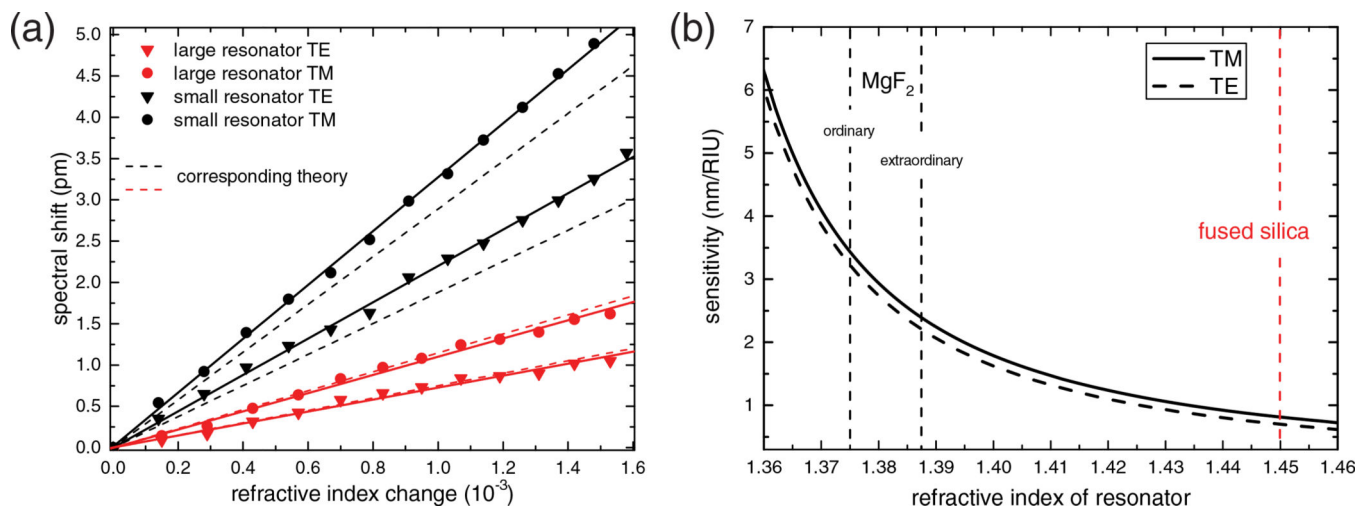 (a)
5.0
4.5
4.0
3.5
3.0
2.5
2.0
1.5
1.0
0.5
0.0
spectral shift (pm)
large resonator TE
large resonator TM
small resonator TE
small resonator TM
corresponding theory
0.0 0.2 0.4 0.6 0.8 1.0 1.2 1.4 1.6
refractive index change (10⁻³)
(b)
7
6
5
4
3
2
1
sensitivity (nm/RIU)
MgF₂
ordinary
extraordinary
TM
TE
fused silica
1.36 1.37 1.38 1.39 1.40 1.41 1.42 1.43 1.44 1.45 1.46
refractive index of resonator